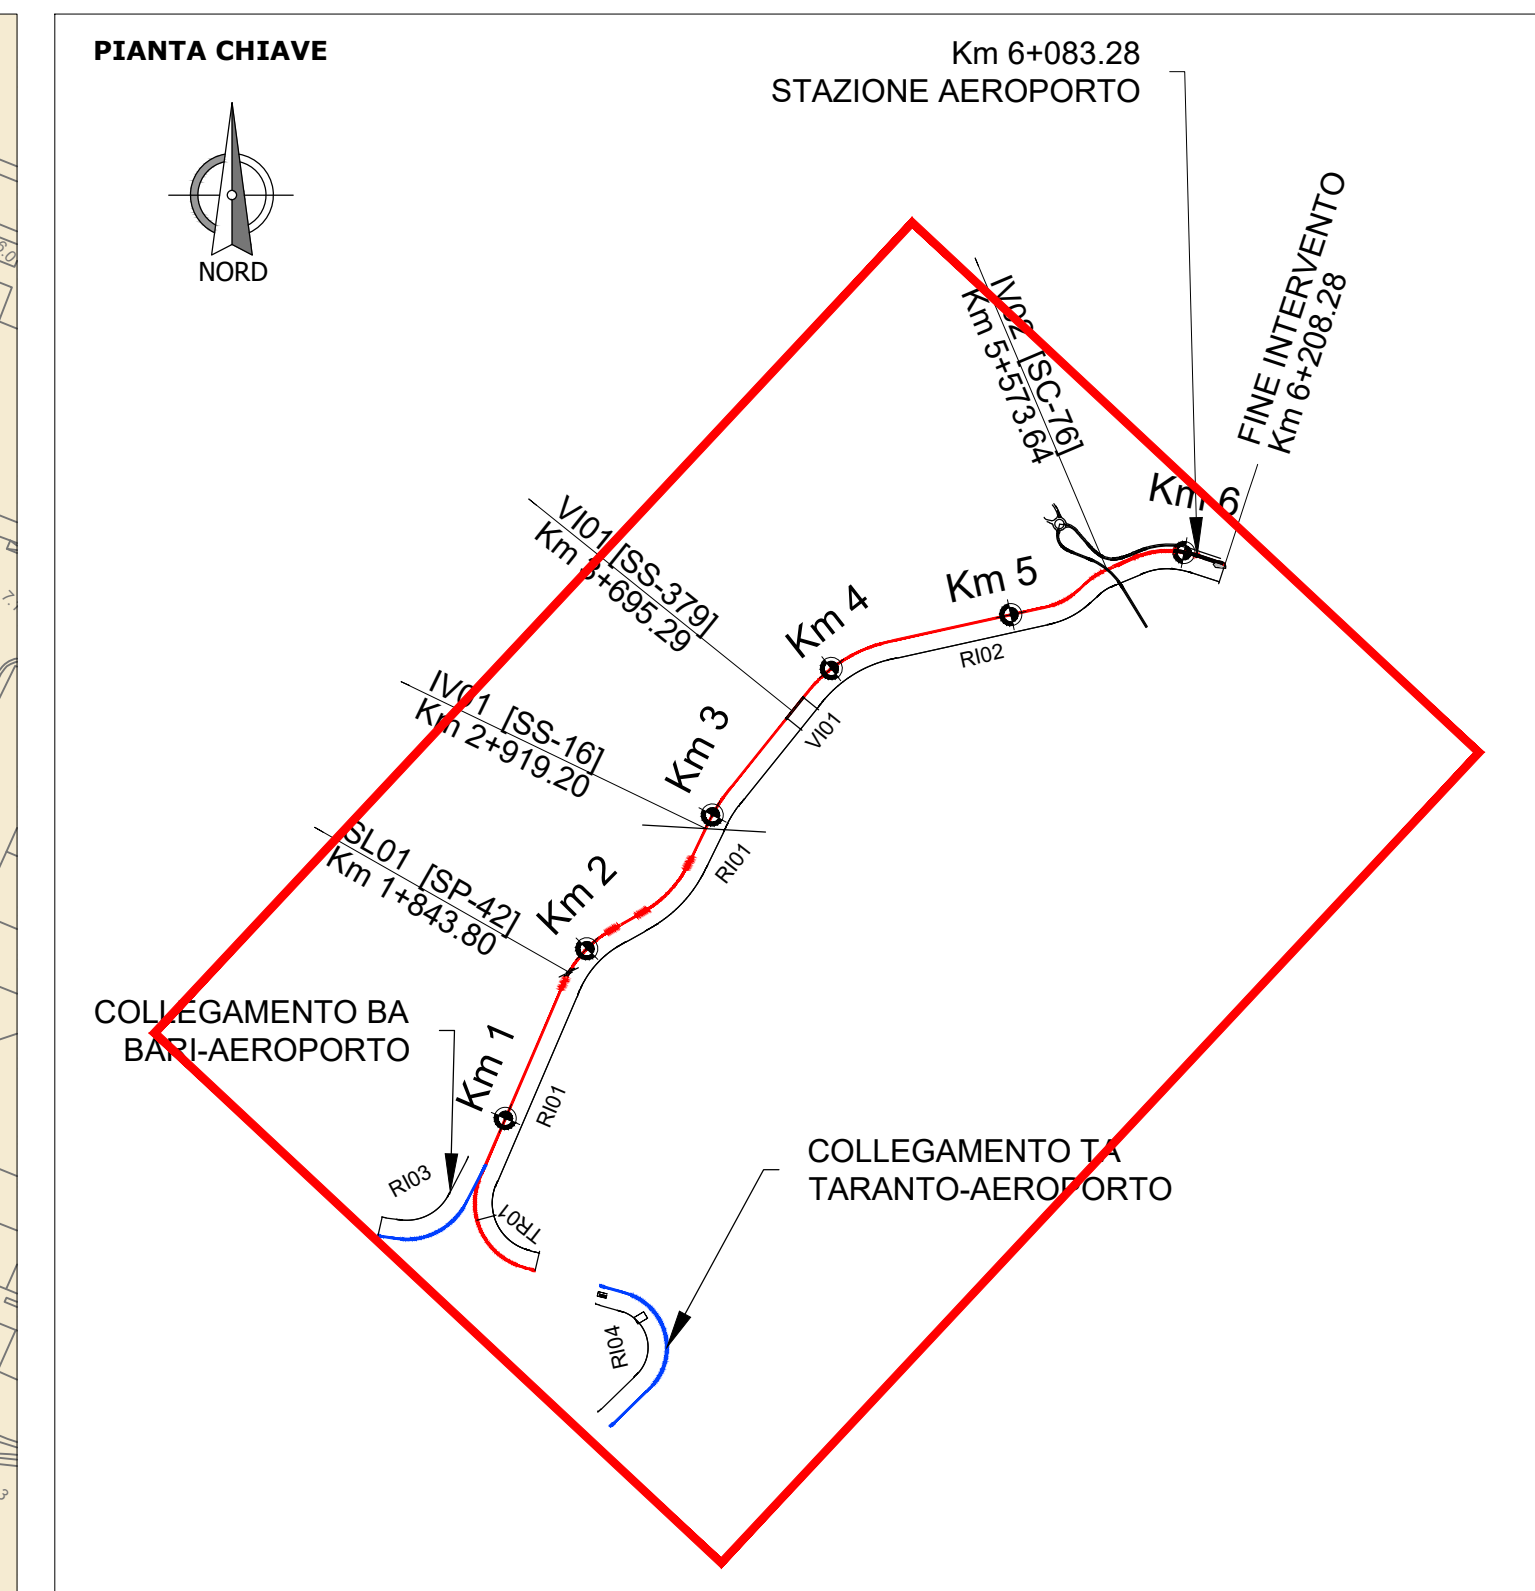 PIANTA CHIAVE
NORD
Km 6+083.28
STAZIONE AEROPORTO
FINE INTERVENTO
Km 6+208.28
IV02 [SC-76]
Km 5+573.64
Km 6
VI01 [SS-379]
Km 3+695.29
Km 5
Km 4
RI02
IV01 [SS-16]
Km 2+919.20
Km 3
VI01
SL01 [SP-42]
Km 1+843.80
Km 2
RI01
COLLEGAMENTO BA
BARI-AEROPORTO
Km 1
RI01
RI03
TR01
COLLEGAMENTO TA
TARANTO-AEROPORTO
RI04